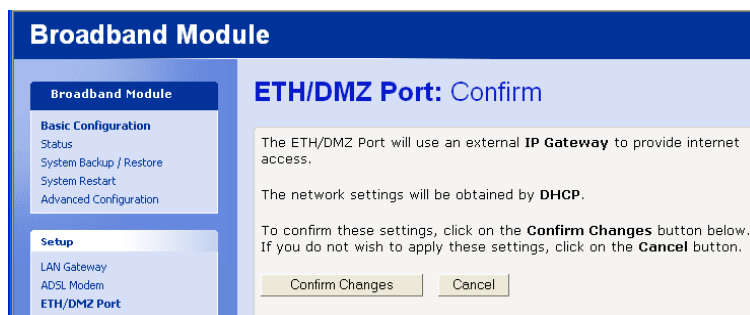 Broadband Module
Broadband Module
Basic Configuration
Status
System Backup / Restore
System Restart
Advanced Configuration
Setup
LAN Gateway
ADSL Modem
ETH/DMZ Port
ETH/DMZ Port: Confirm
The ETH/DMZ Port will use an external IP Gateway to provide internet
access.
The network settings will be obtained by DHCP.
To confirm these settings, click on the Confirm Changes button below.
If you do not wish to apply these settings, click on the Cancel button.
Confirm Changes Cancel